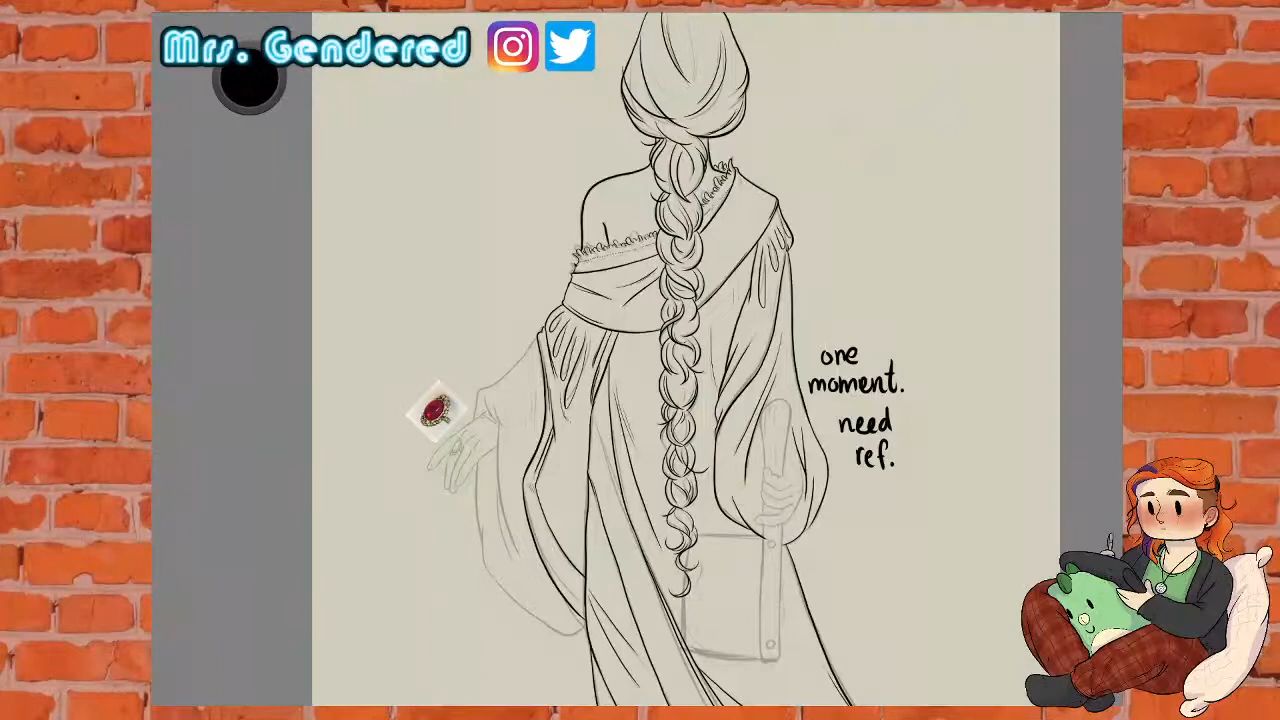 Mrs. Gendered
one
moment.
need
ref.